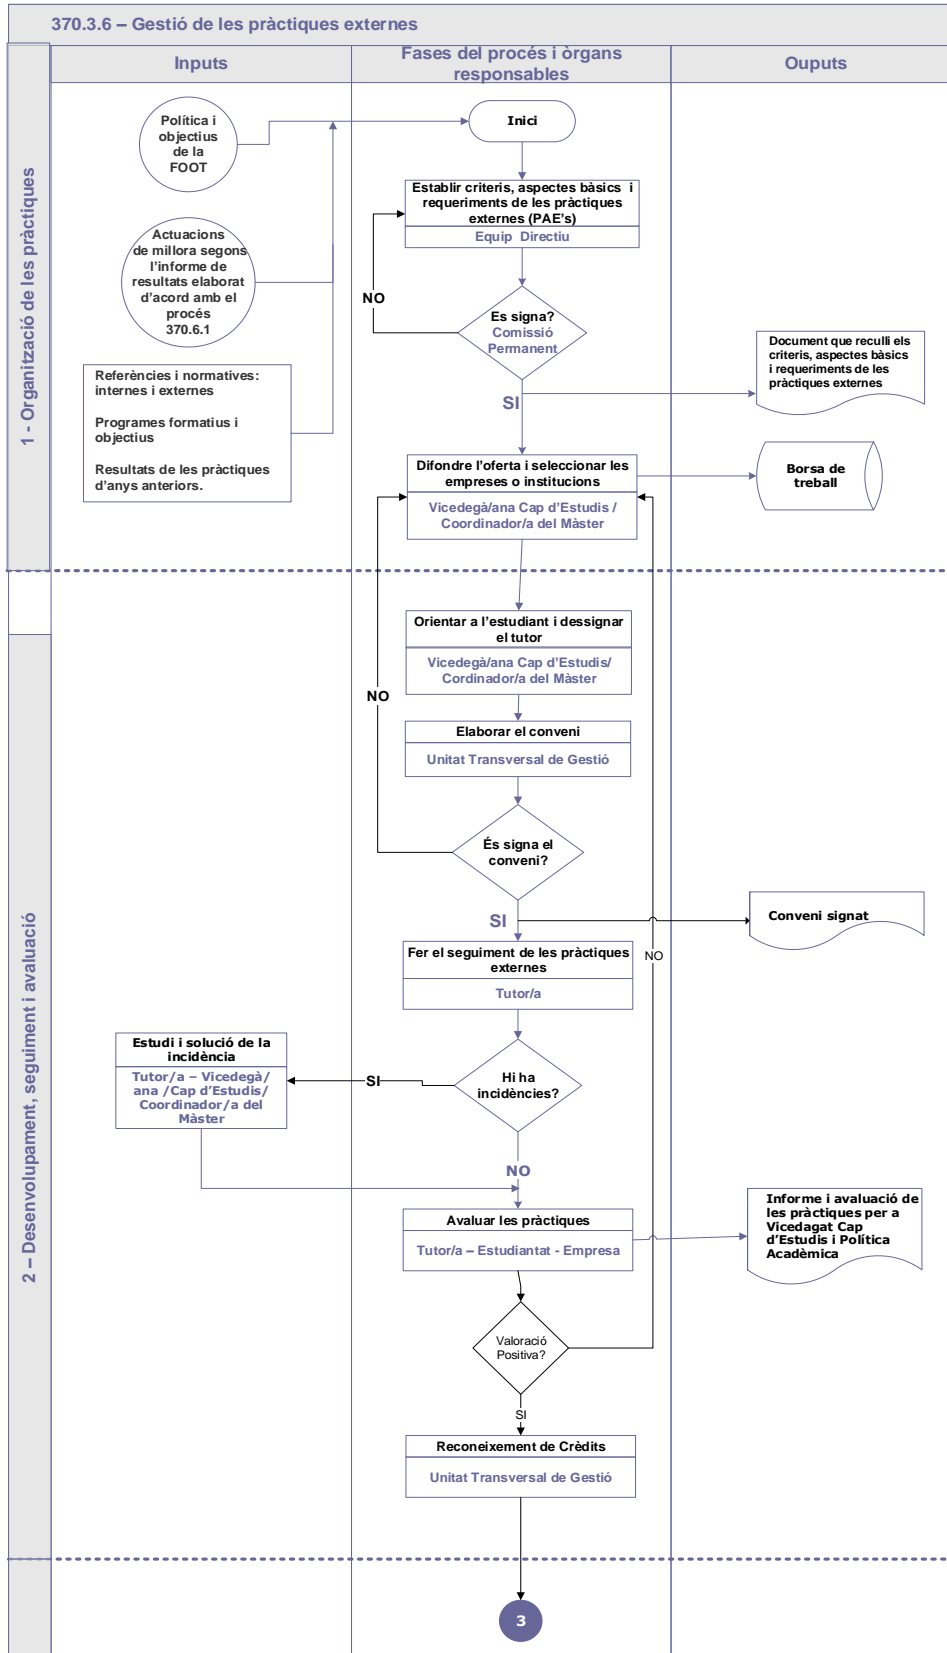 370.3.6 – Gestió de les pràctiques externes
Inputs
Fases del procés i òrgans
responsables
Ouputs
1 - Organització de les pràctiques
Política i
objectius
de la
FOOT
Inici
Establir criteris, aspectes bàsics i
requeriments de les pràctiques
externes (PAE's)
Equip Directiu
Actuacions
de millora segons
l'informe de
resultats elaborat
d'acord amb el
procés
370.6.1
NO
Es signa?
Comissió
Permanent
Document que reculli els
criteris, aspectes bàsics
i requeriments de les
pràctiques externes
Referències i normatives:
internes i externes
Programes formatius i
objectius
Resultats de les pràctiques
d'anys anteriors.
SI
Difondre l'oferta i seleccionar les
empreses o institucions
Vicedegà/ana Cap d'Estudis /
Coordinador/a del Màster
Borsa de
treball
2 – Desenvolupament, seguiment i avaluació
Orientar a l'estudiant i dessignar
el tutor
Vicedegà/ana Cap d'Estudis/
Cordinador/a del Màster
NO
Elaborar el conveni
Unitat Transversal de Gestió
És signa el
conveni?
SI
Conveni signat
Fer el seguiment de les pràctiques
externes
Tutor/a
NO
Estudi i solució de la
incidència
Tutor/a – Vicedegà/
ana /Cap d'Estudis/
Coordinador/a del
Màster
SI
Hi ha
incidències?
NO
Avaluar les pràctiques
Tutor/a – Estudiantat - Empresa
Informe i avaluació de
les pràctiques per a
Vicedagat Cap
d'Estudis i Política
Acadèmica
Valoració
Positiva?
SI
Reconeixement de Crèdits
Unitat Transversal de Gestió
3